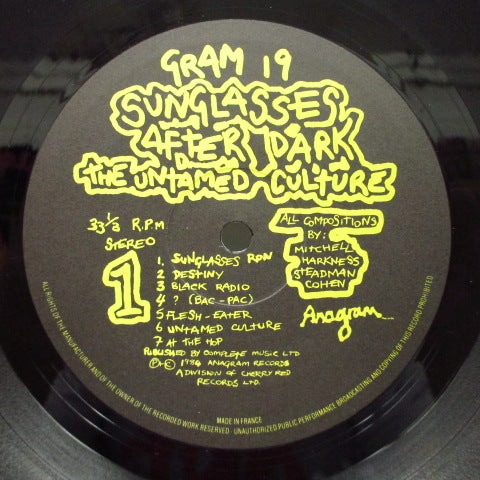 GRAM 19
SUNGLASSES
AFTER DARK
THE UNTAMED CULTURE
33⅓ R.P.M
STEREO
1
1. SUNGLASSES RON
2 DESTINY
3 BLACK RADIO
4 ? (BAC-PAC)
5 FLESH-EATER
6 UNTAMED CULTURE
7 AT THE HOP
PUBLISHED BY COMPLETE MUSIC LTD
Ⓟ+© 1984 ANAGRAM RECORDS
A DIVISION OF CHERRY RED
RECORDS LTD.
ALL COMPOSITIONS
BY:
MITCHELL
HARKNESS
STEADMAN
COHEN
Anagram...
MADE IN FRANCE
ALL RIGHTS OF THE MANUFACTURER AND OF THE OWNER OF THE RECORDED WORK RESERVED - UNAUTHORIZED PUBLIC PERFORMANCE BROADCASTING AND COPYING OF THIS RECORD PROHIBITED